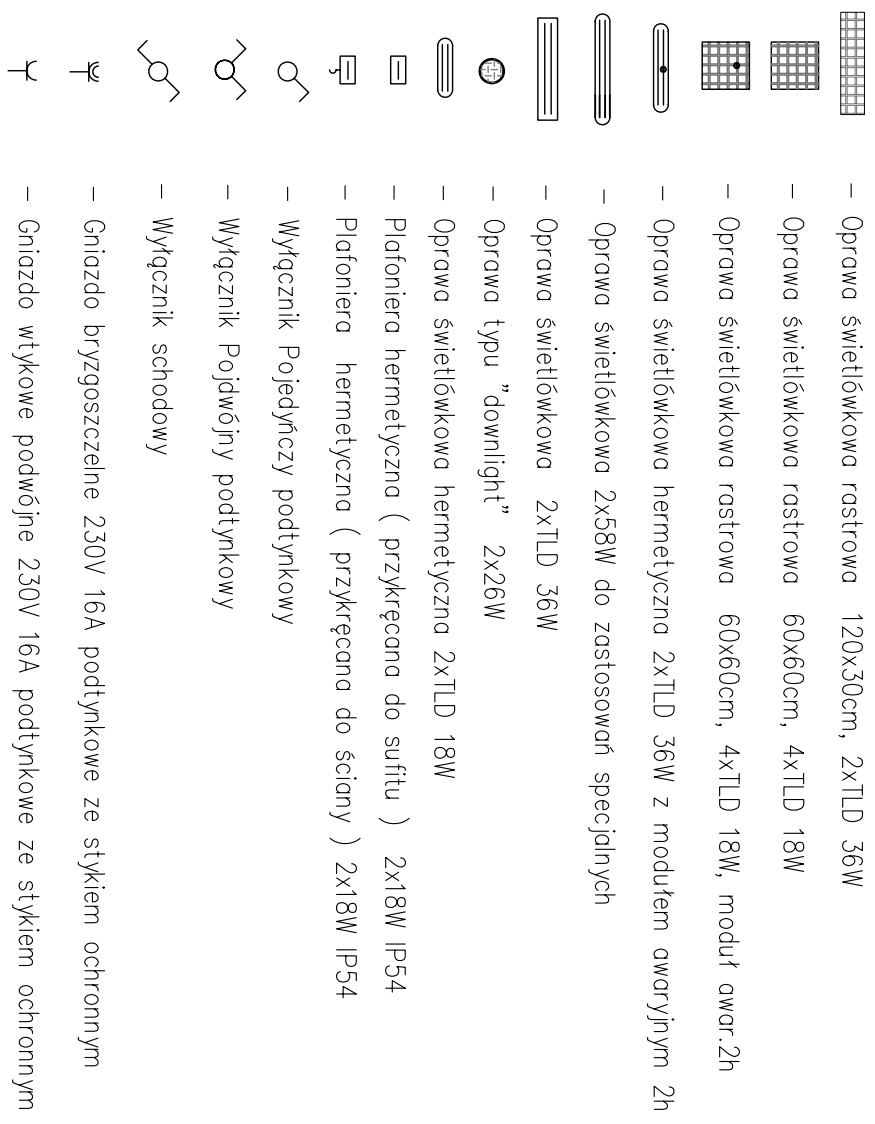 - Oprawa świetlówkowa rastrowa 120x30cm, 2xTLD 36W
- Oprawa świetlówkowa rastrowa 60x60cm, 4xTLD 18W
- Oprawa świetlówkowa rastrowa 60x60cm, 4xTLD 18W, moduł awar.2h
- Oprawa świetlówkowa hermetyczna 2xTLD 36W z modułem awaryjnym 2h
- Oprawa świetlówkowa 2x58W do zastosowań specjalnych
- Oprawa świetlówkowa 2xTLD 36W
- Oprawa typu "downlight" 2x26W
- Oprawa świetlówkowa hermetyczna 2xTLD 18W
- Plafoniera hermetyczna ( przykręcana do sufitu ) 2x18W IP54
- Plafoniera hermetyczna ( przykręcana do ściany ) 2x18W IP54
- Wyłącznik Pojedyńczy podtynkowy
- Wyłącznik Pojdwójny podtynkowy
- Wyłącznik schodowy
- Gniazdo bryzgoszczelne 230V 16A podtynkowe ze stykiem ochronnym
- Gniazdo wtykowe podwójne 230V 16A podtynkowe ze stykiem ochronnym